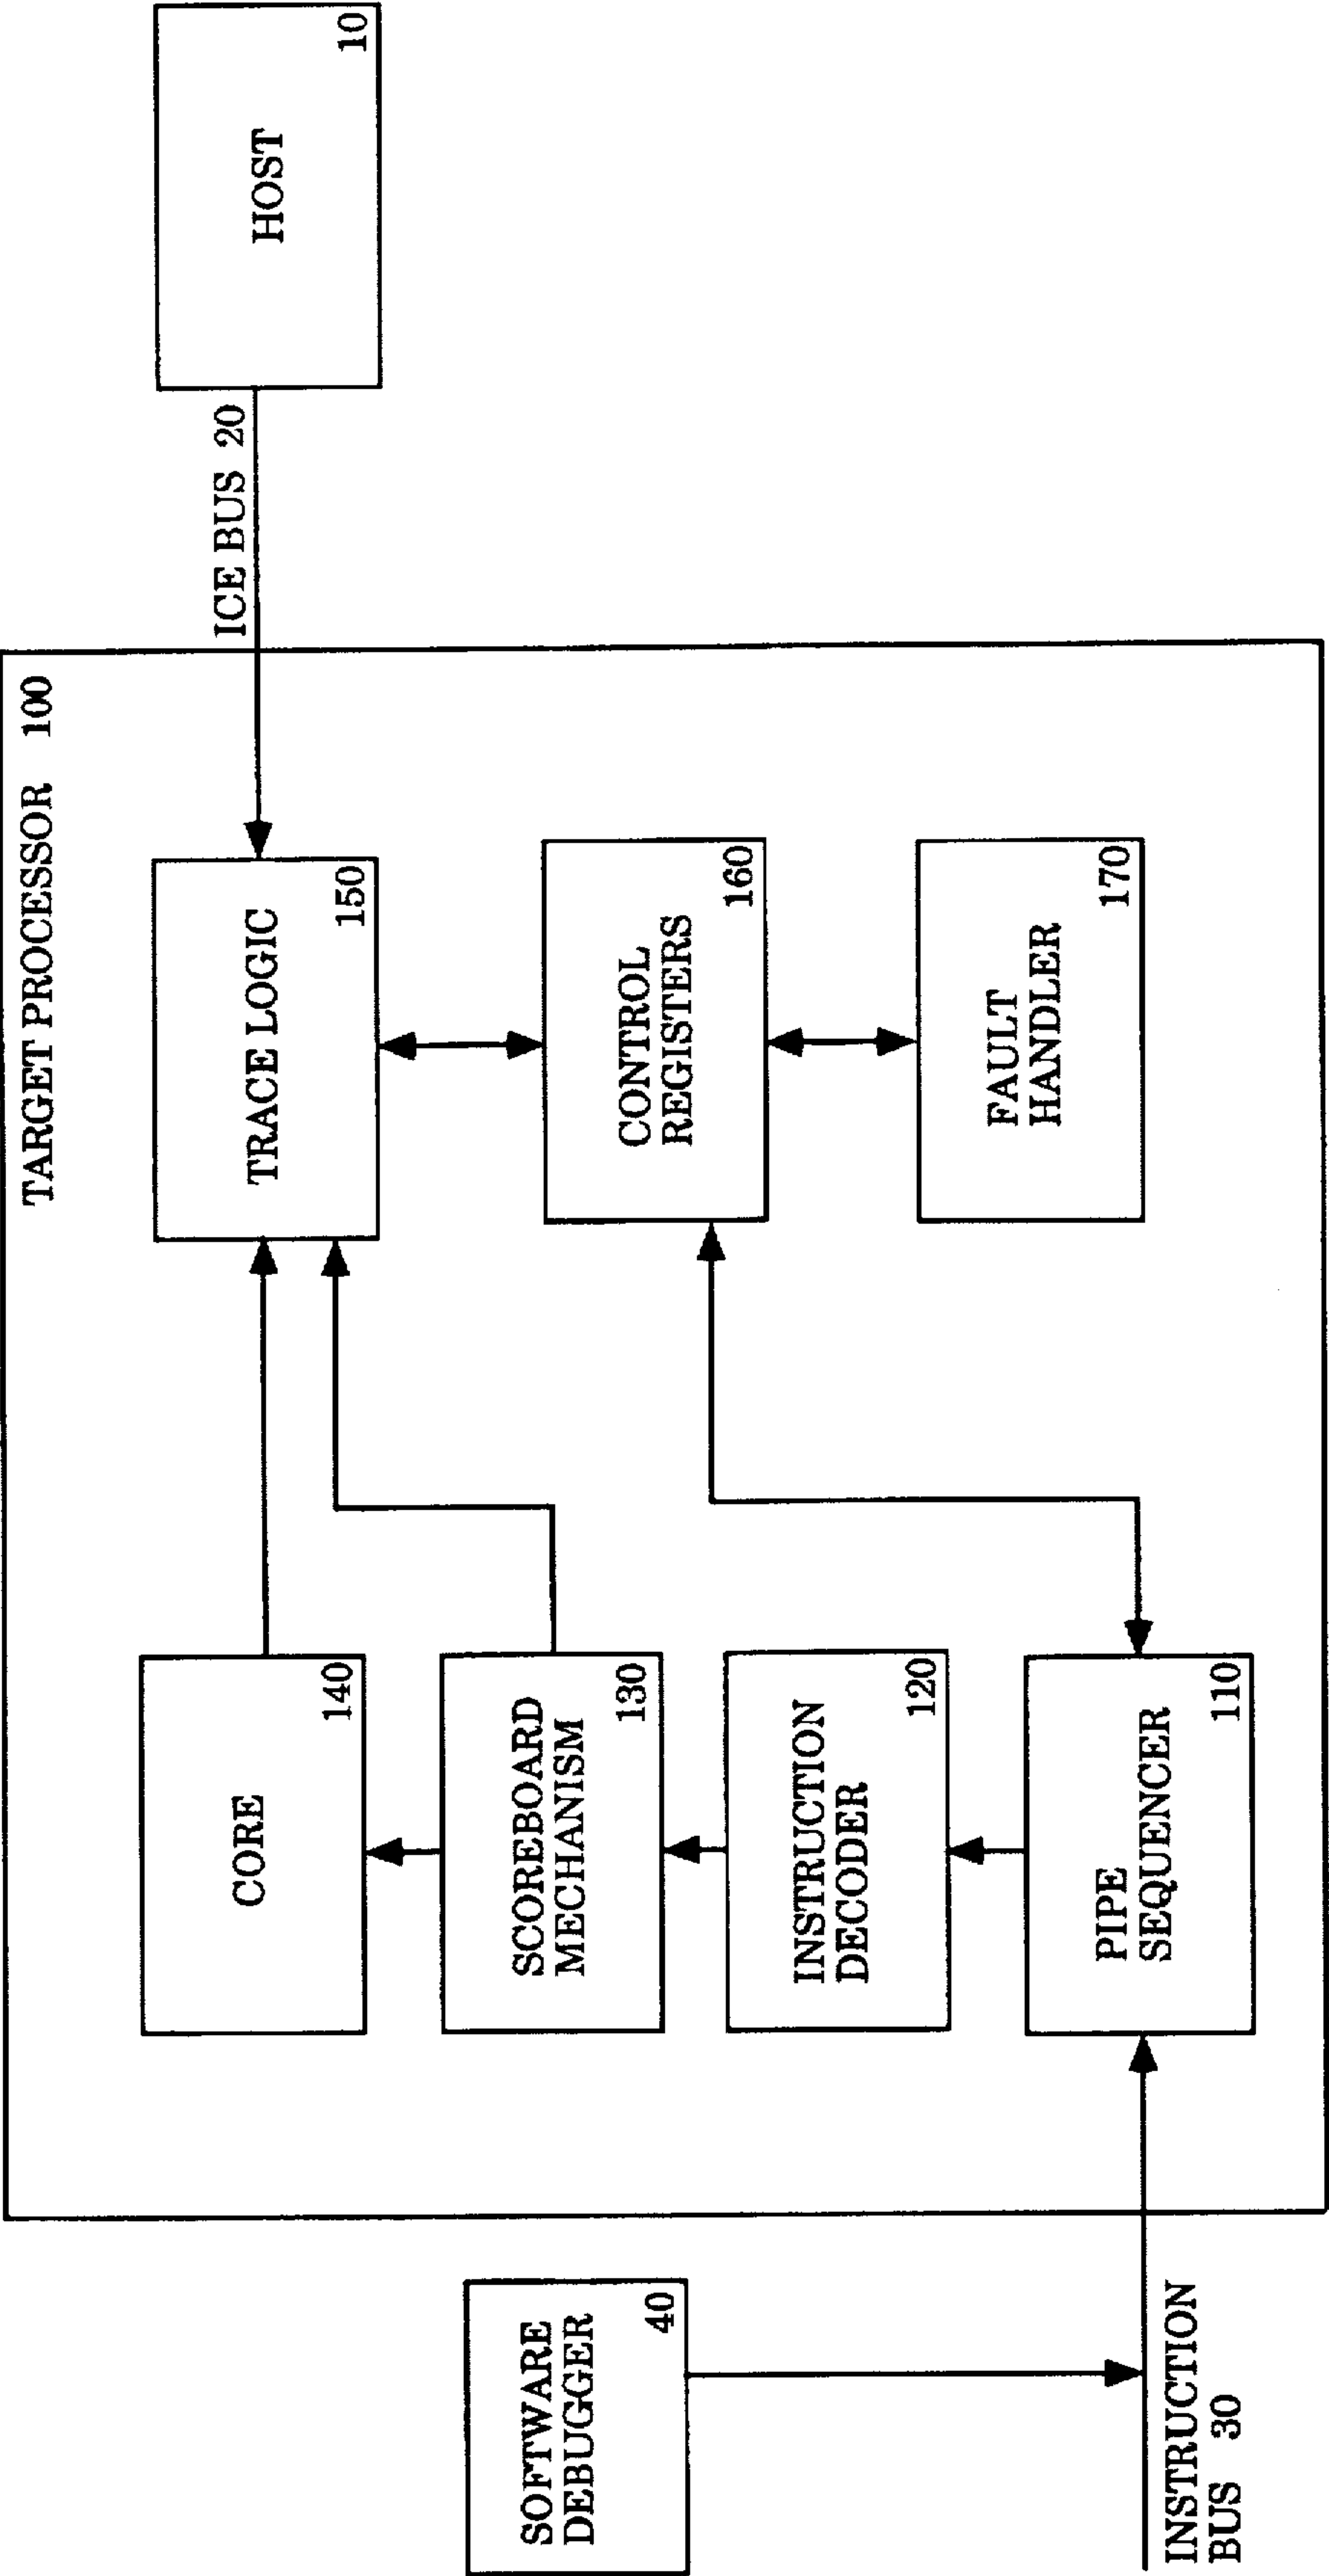 TARGET PROCESSOR 100
SOFTWARE
DEBUGGER
40
INSTRUCTION
BUS 30
CORE
140
SCOREBOARD
MECHANISM
130
INSTRUCTION
DECODER
120
PIPE
SEQUENCER
110
TRACE LOGIC
150
CONTROL
REGISTERS
160
FAULT
HANDLER
170
ICE BUS 20
HOST
10